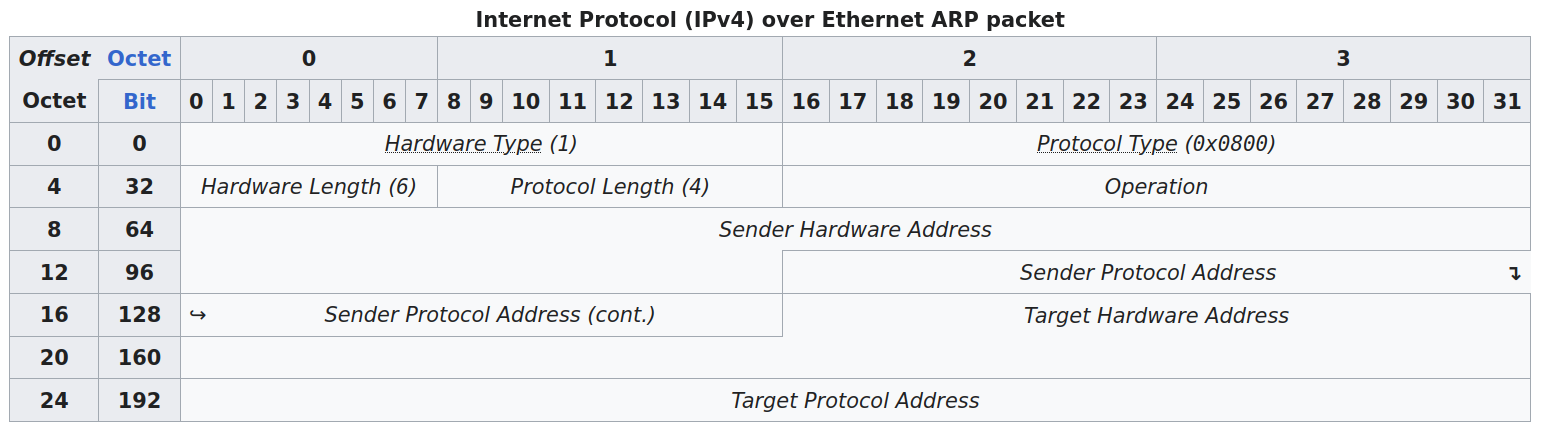 Internet Protocol (IPv4) over Ethernet ARP packet
Offset Octet 0 1 2 3
Octet Bit 0 1 2 3 4 5 6 7 8 9 10 11 12 13 14 15 16 17 18 19 20 21 22 23 24 25 26 27 28 29 30 31
0 0 Hardware Type (1) Protocol Type (0x0800)
4 32 Hardware Length (6) Protocol Length (4) Operation
8 64 Sender Hardware Address
12 96 Sender Protocol Address ↴
16 128 ↪ Sender Protocol Address (cont.) Target Hardware Address
20 160
24 192 Target Protocol Address